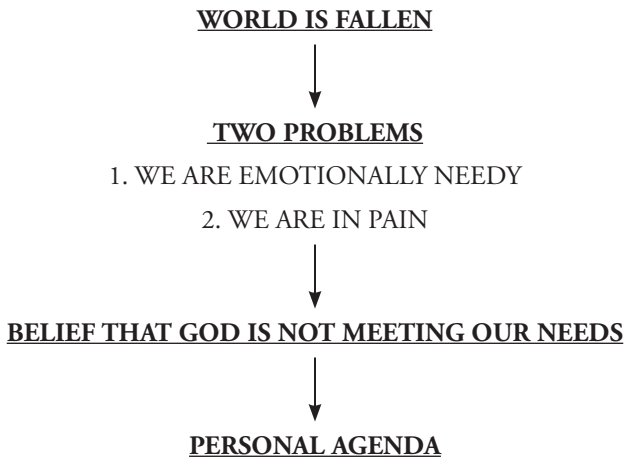 WORLD IS FALLEN
TWO PROBLEMS
1. WE ARE EMOTIONALLY NEEDY
2. WE ARE IN PAIN
BELIEF THAT GOD IS NOT MEETING OUR NEEDS
PERSONAL AGENDA